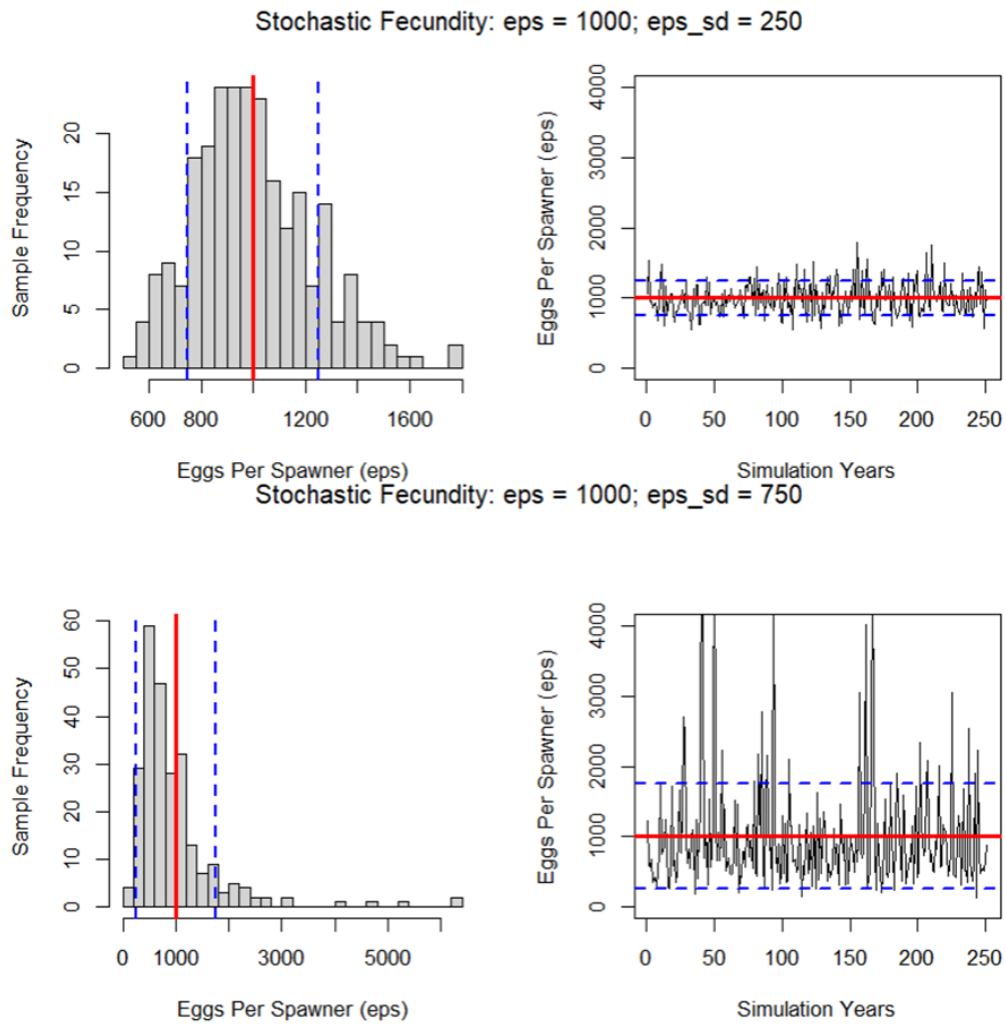 Stochastic Fecundity: eps = 1000; eps_sd = 250
Sample Frequency
0 5 10 15 20
600 800 1200 1600
Eggs Per Spawner (eps)
Eggs Per Spawner (eps)
0 1000 2000 3000 4000
0 50 100 150 200 250
Simulation Years
Stochastic Fecundity: eps = 1000; eps_sd = 750
Sample Frequency
0 10 20 30 40 50 60
0 1000 3000 5000
Eggs Per Spawner (eps)
Eggs Per Spawner (eps)
0 1000 2000 3000 4000
0 50 100 150 200 250
Simulation Years